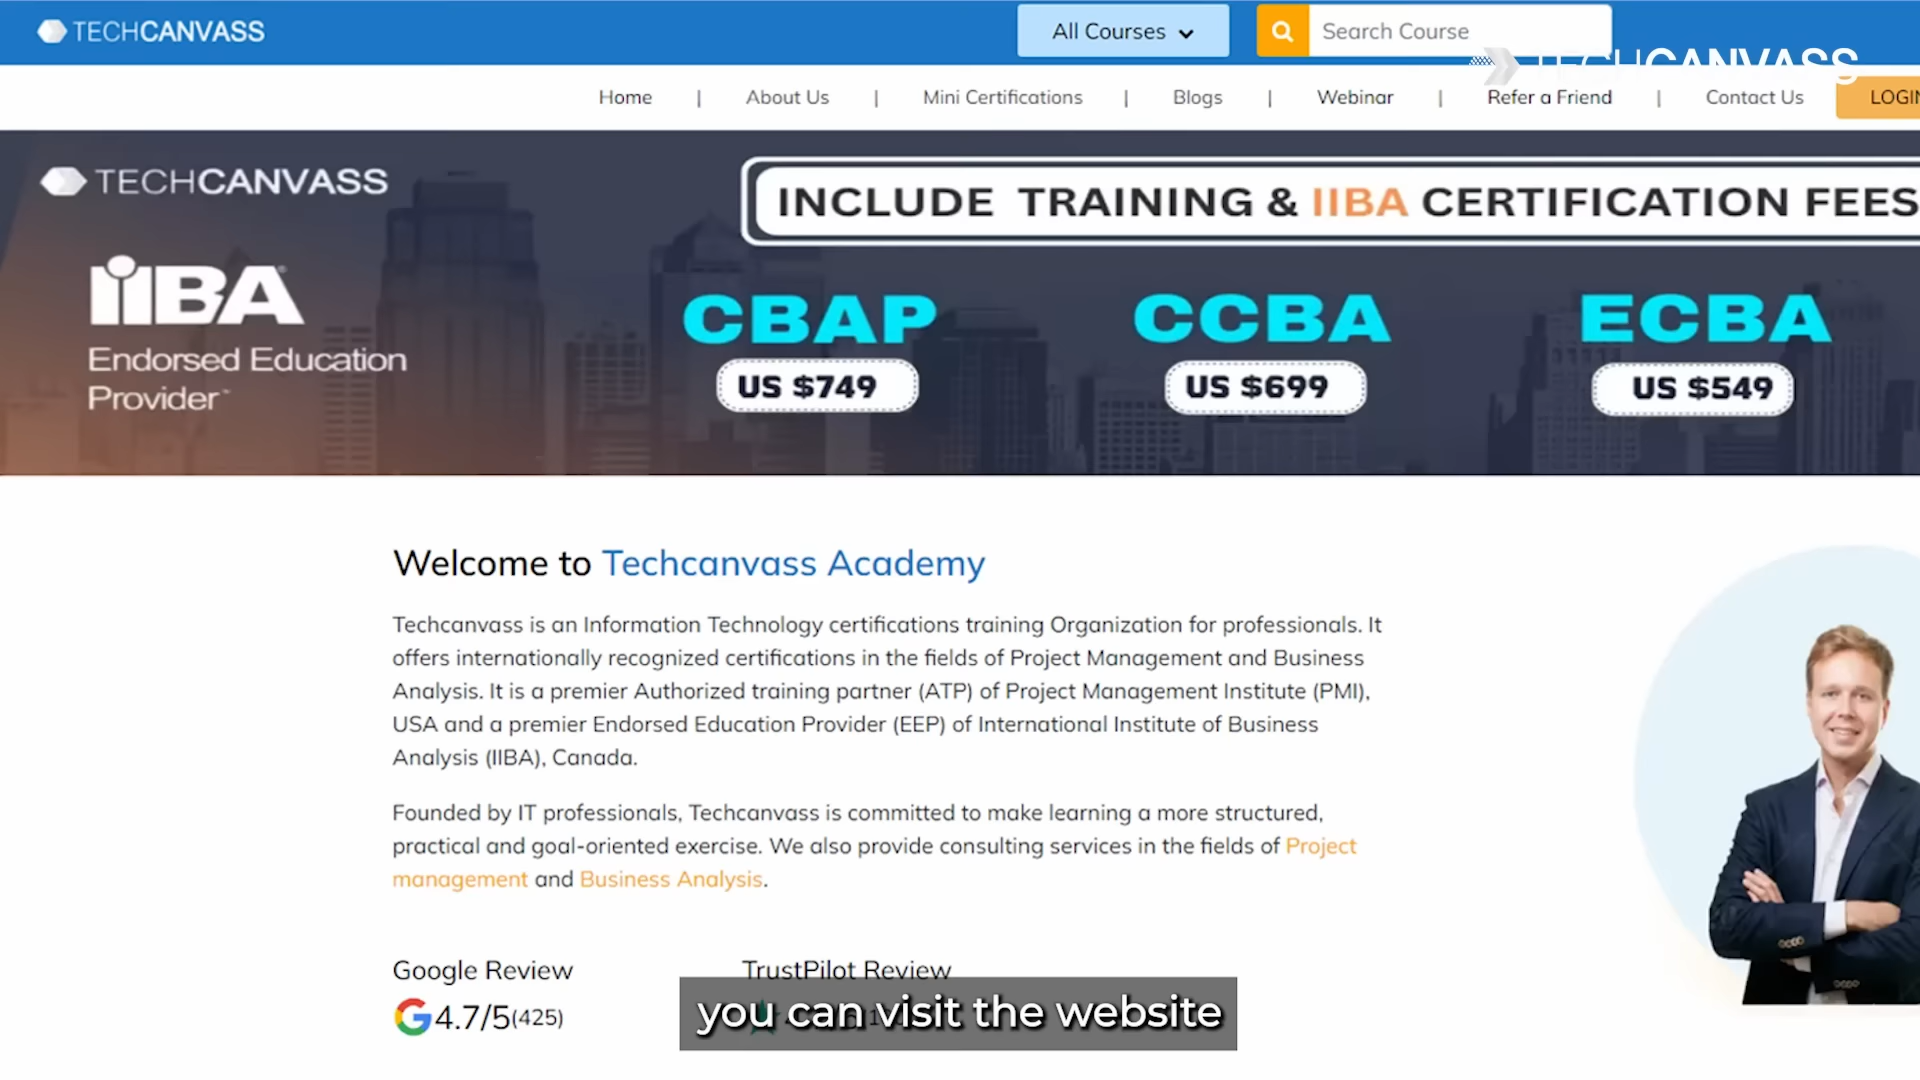 TECHCANVASS
All Courses
Search Course
TECHCANVASS
Home | About Us | Mini Certifications | Blogs | Webinar | Refer a Friend | Contact Us
TECHCANVASS
INCLUDE TRAINING & IIBA CERTIFICATION FEES
iiBA
Endorsed Education
Provider™
CBAP CCBA ECBA
US $749 US $699 US $549
Welcome to Techcanvass Academy
Techcanvass is an Information Technology certifications training Organization for professionals. It
offers internationally recognized certifications in the fields of Project Management and Business
Analysis. It is a premier Authorized training partner (ATP) of Project Management Institute (PMI),
USA and a premier Endorsed Education Provider (EEP) of International Institute of Business
Analysis (IIBA), Canada.
Founded by IT professionals, Techcanvass is committed to make learning a more structured,
practical and goal-oriented exercise. We also provide consulting services in the fields of Project
management and Business Analysis.
Google Review TrustPilot Review
4.7/5(425)
you can visit the website